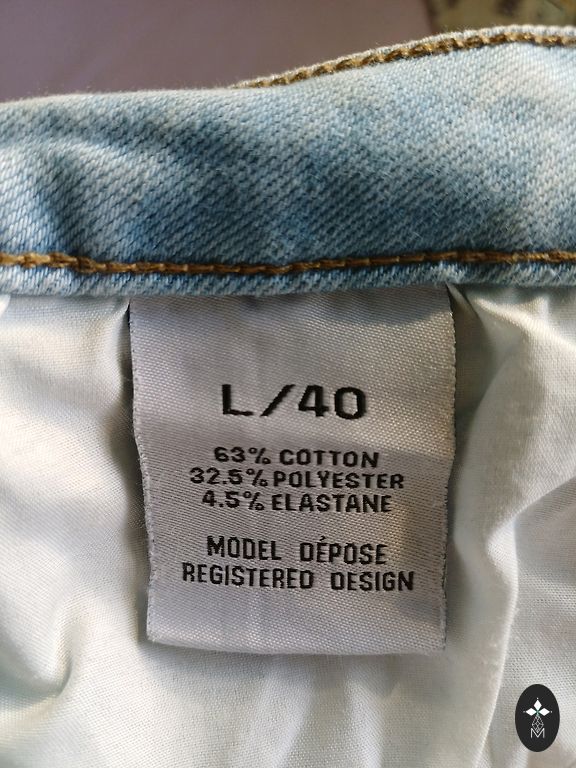 L/40
63% COTTON
32.5% POLYESTER
4.5% ELASTANE
MODEL DÉPOSE
REGISTERED DESIGN
M